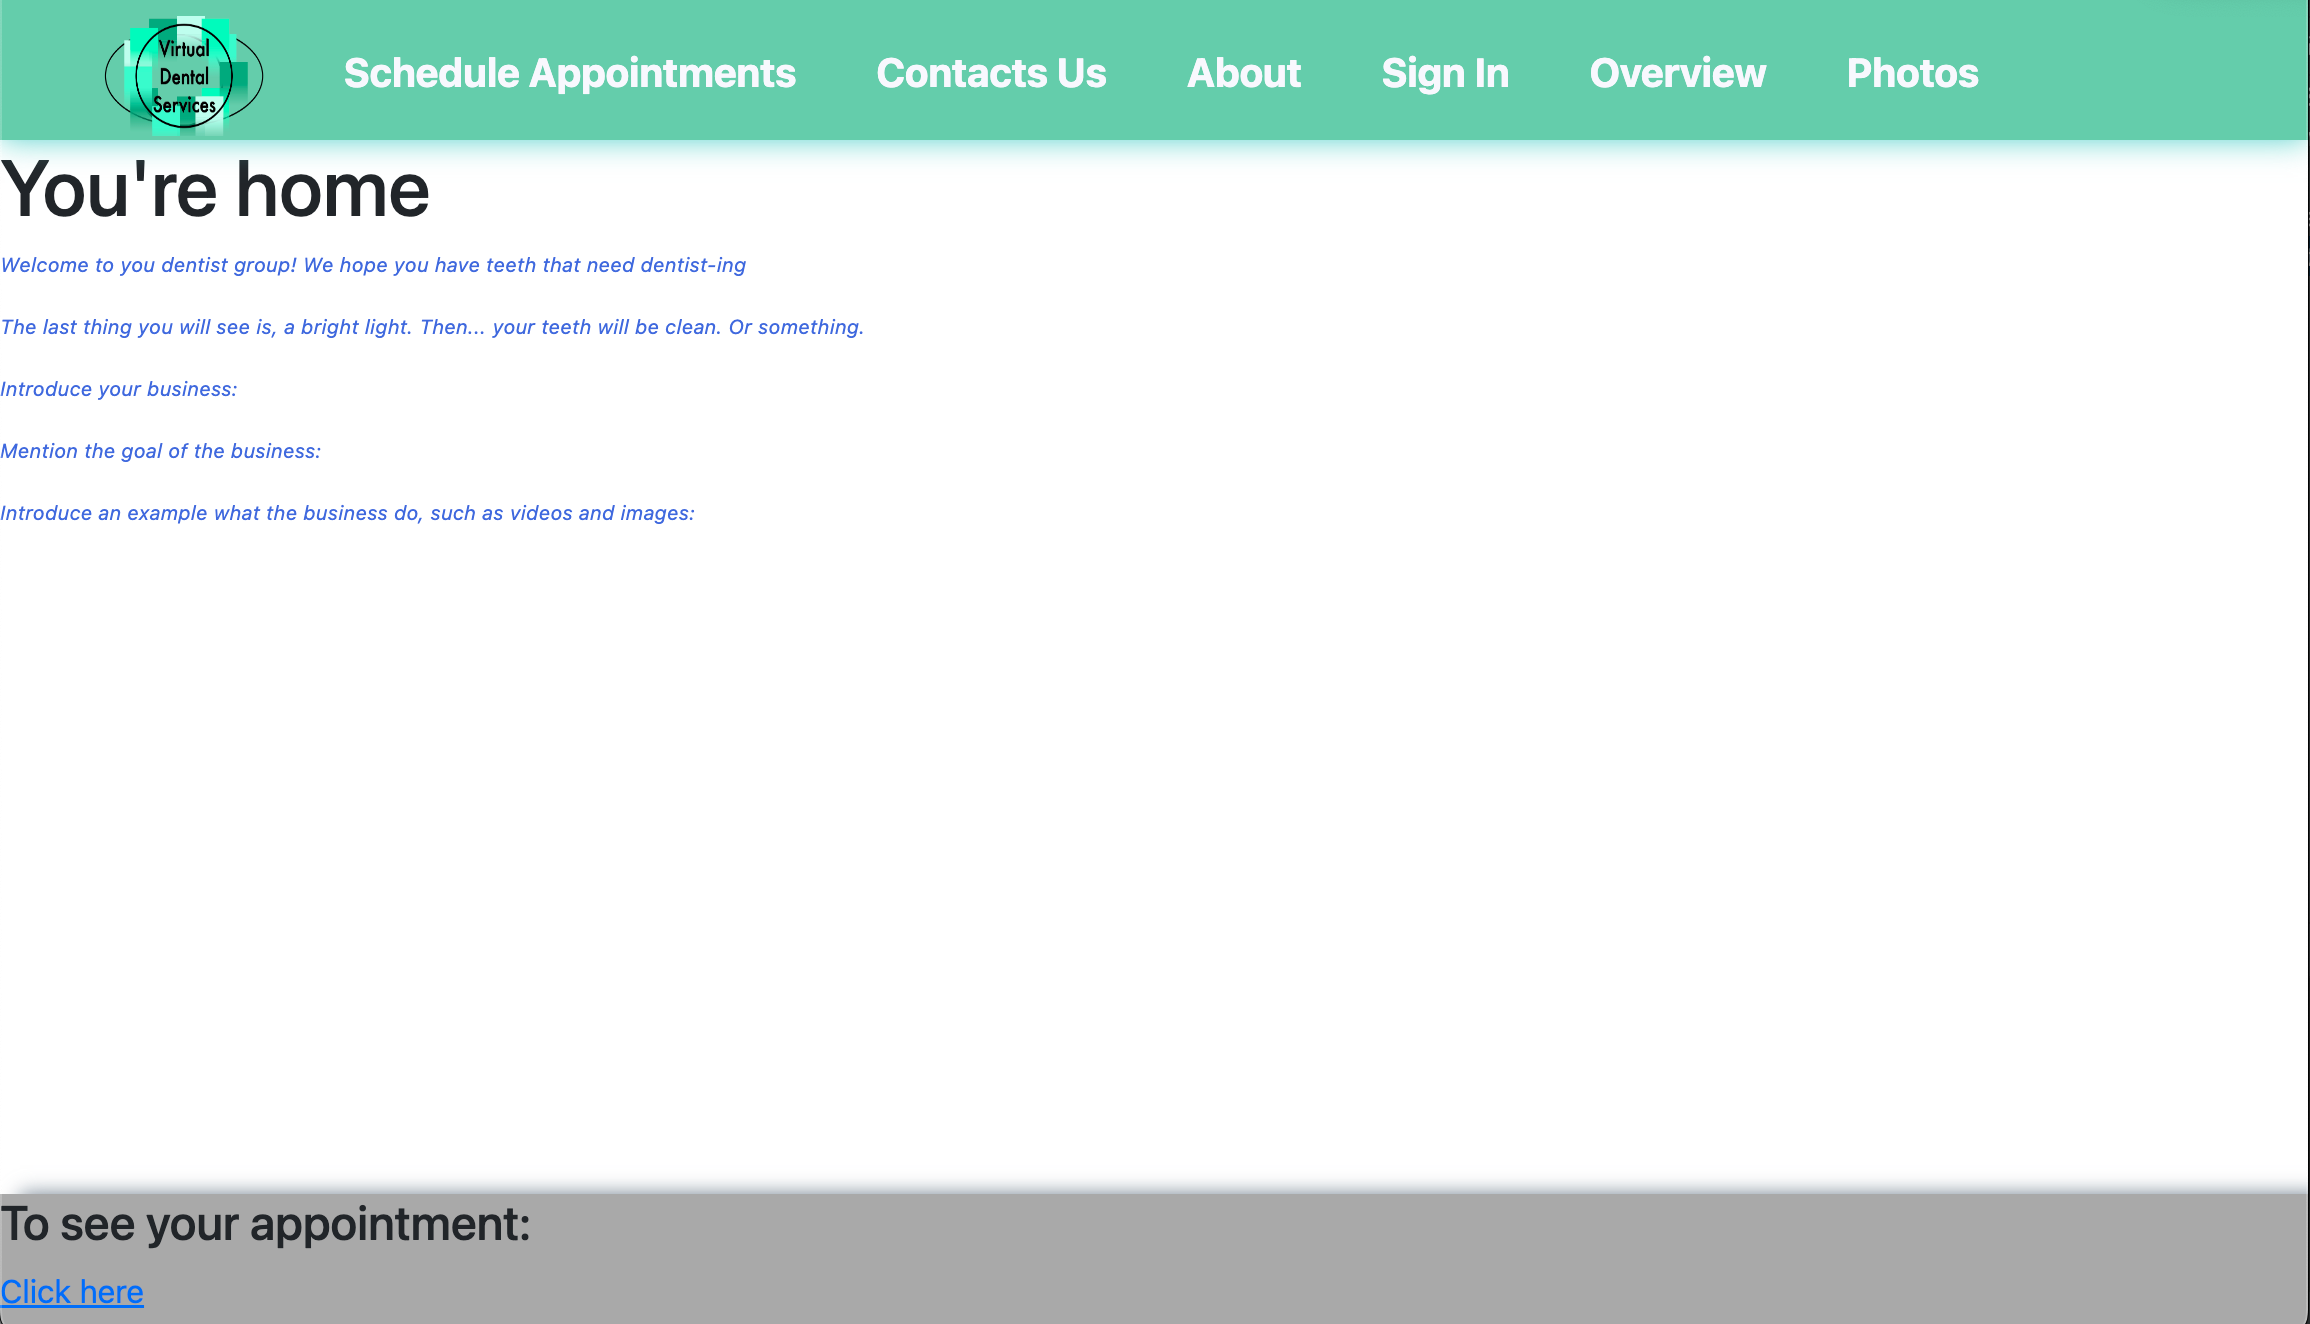 Virtual
Dental
Services
Schedule Appointments Contacts Us About Sign In Overview Photos
You're home
Welcome to you dentist group! We hope you have teeth that need dentist-ing
The last thing you will see is, a bright light. Then... your teeth will be clean. Or something.
Introduce your business:
Mention the goal of the business:
Introduce an example what the business do, such as videos and images:
To see your appointment:
Click here